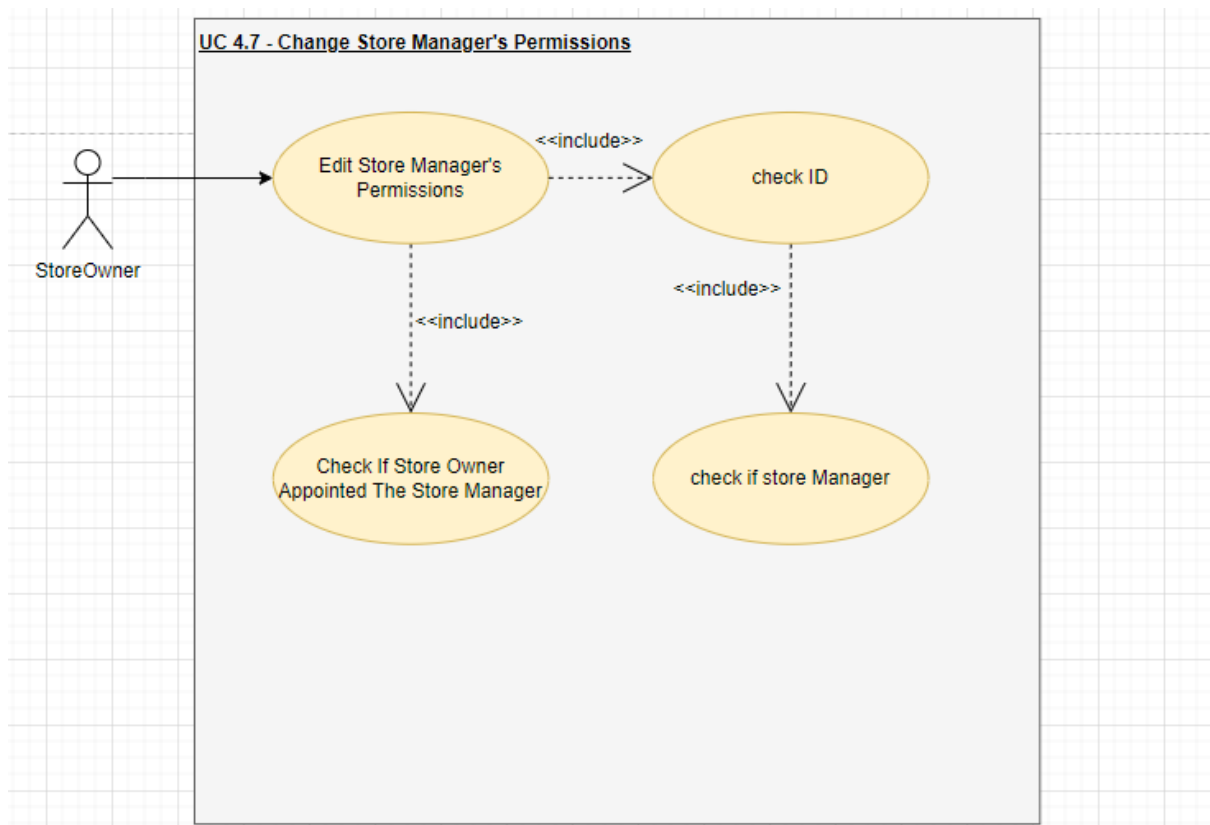 UC 4.7 - Change Store Manager's Permissions
<<include>>
Edit Store Manager's
Permissions
check ID
StoreOwner
<<include>>
<<include>>
Check If Store Owner
Appointed The Store Manager
check if store Manager